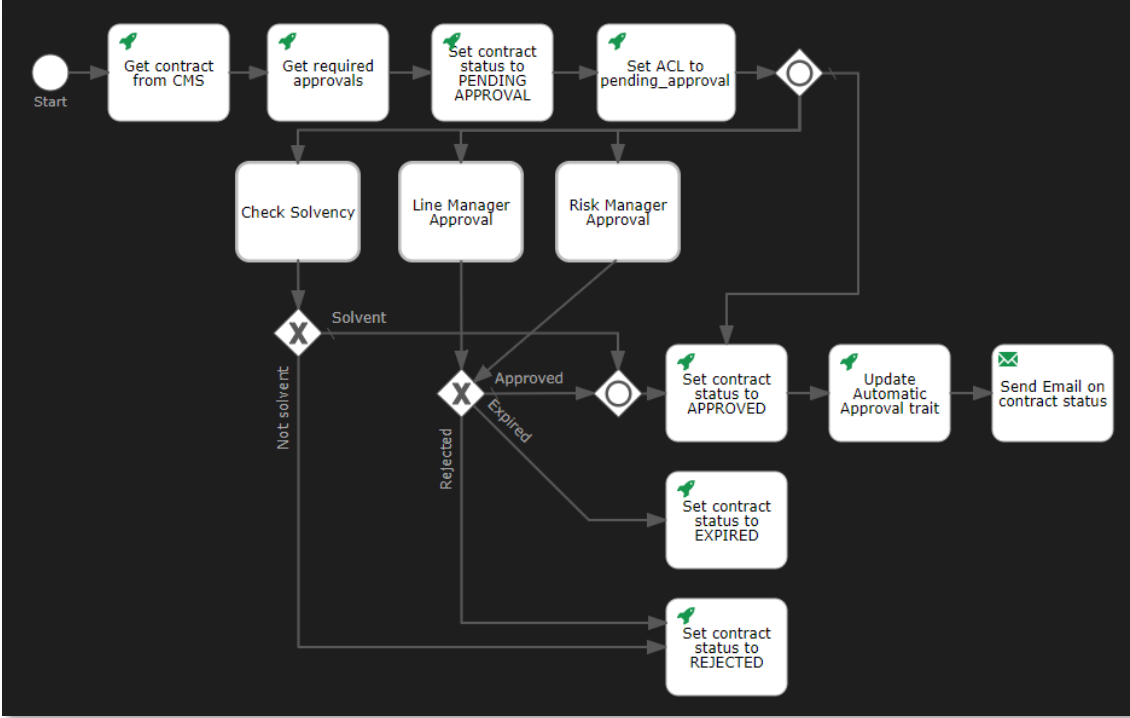 Start
Get contract
from CMS
Get required
approvals
Set contract
status to
PENDING
APPROVAL
Set ACL to
pending_approval
Check Solvency
Line Manager
Approval
Risk Manager
Approval
Solvent
Not solvent
Approved
Expired
Rejected
Set contract
status to
APPROVED
Update
Automatic
Approval trait
Send Email on
contract status
Set contract
status to
EXPIRED
Set contract
status to
REJECTED